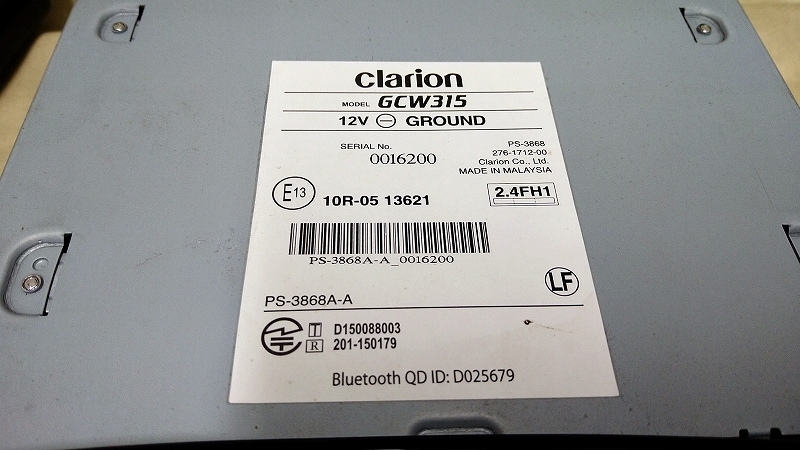 clarion
MODEL GCW315
12V ⊖ GROUND
SERIAL No.
0016200
PS-3868
276-1712-00
Clarion Co., Ltd.
MADE IN MALAYSIA
E13
10R-05 13621
2.4FH1
PS-3868A-A_0016200
LF
PS-3868A-A
T D150088003
R 201-150179
Bluetooth QD ID: D025679